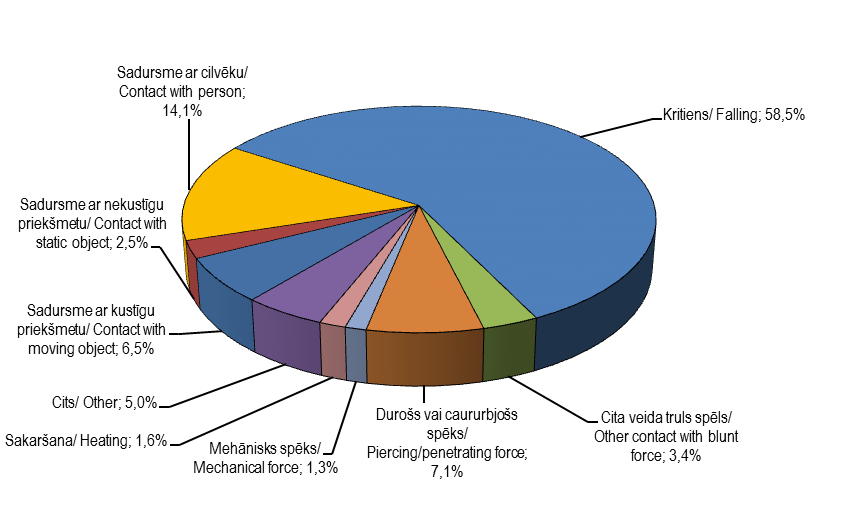 Sadursme ar cilvēku/
Contact with person;
14,1%
Kritiens/ Falling; 58,5%
Sadursme ar nekustīgu
priekšmetu/ Contact with
static object; 2,5%
Sadursme ar kustīgu
priekšmetu/ Contact with
moving object; 6,5%
Cits/ Other; 5,0%
Sakaršana/ Heating; 1,6%
Mehānisks spēks/
Mechanical force; 1,3%
Durošs vai caururbjošs
spēks/
Piercing/penetrating force;
7,1%
Cita veida truls spēls/
Other contact with blunt
force; 3,4%